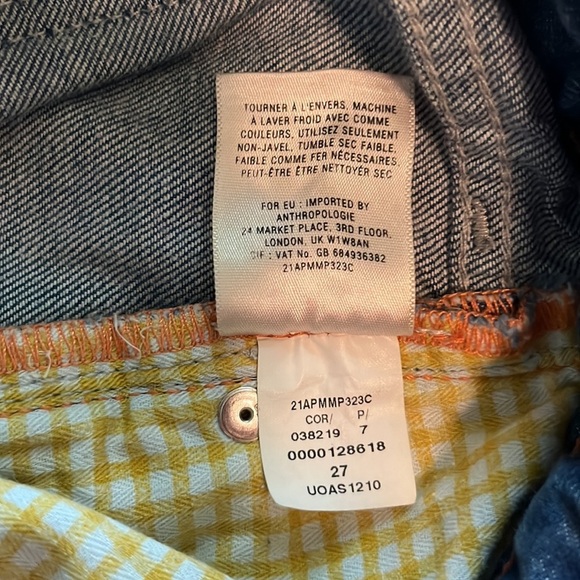 TOURNER À L'ENVERS, MACHINE
À LAVER FROID AVEC COMME
COULEURS, UTILISEZ SEULEMENT
NON-JAVEL, TUMBLE SEC FAIBLE,
FAIBLE COMME FER NÉCESSAIRES,
PEUT-ÊTRE ÊTRE NETTOYÉR SEC
FOR EU : IMPORTED BY
ANTHROPOLOGIE
24 MARKET PLACE, 3RD FLOOR,
LONDON, UK W1W8AN
CIF : VAT No. GB 684936382
21APMMP323C
21APMMP323C
COR/ P/
038219 7
0000128618
27
UOAS1210